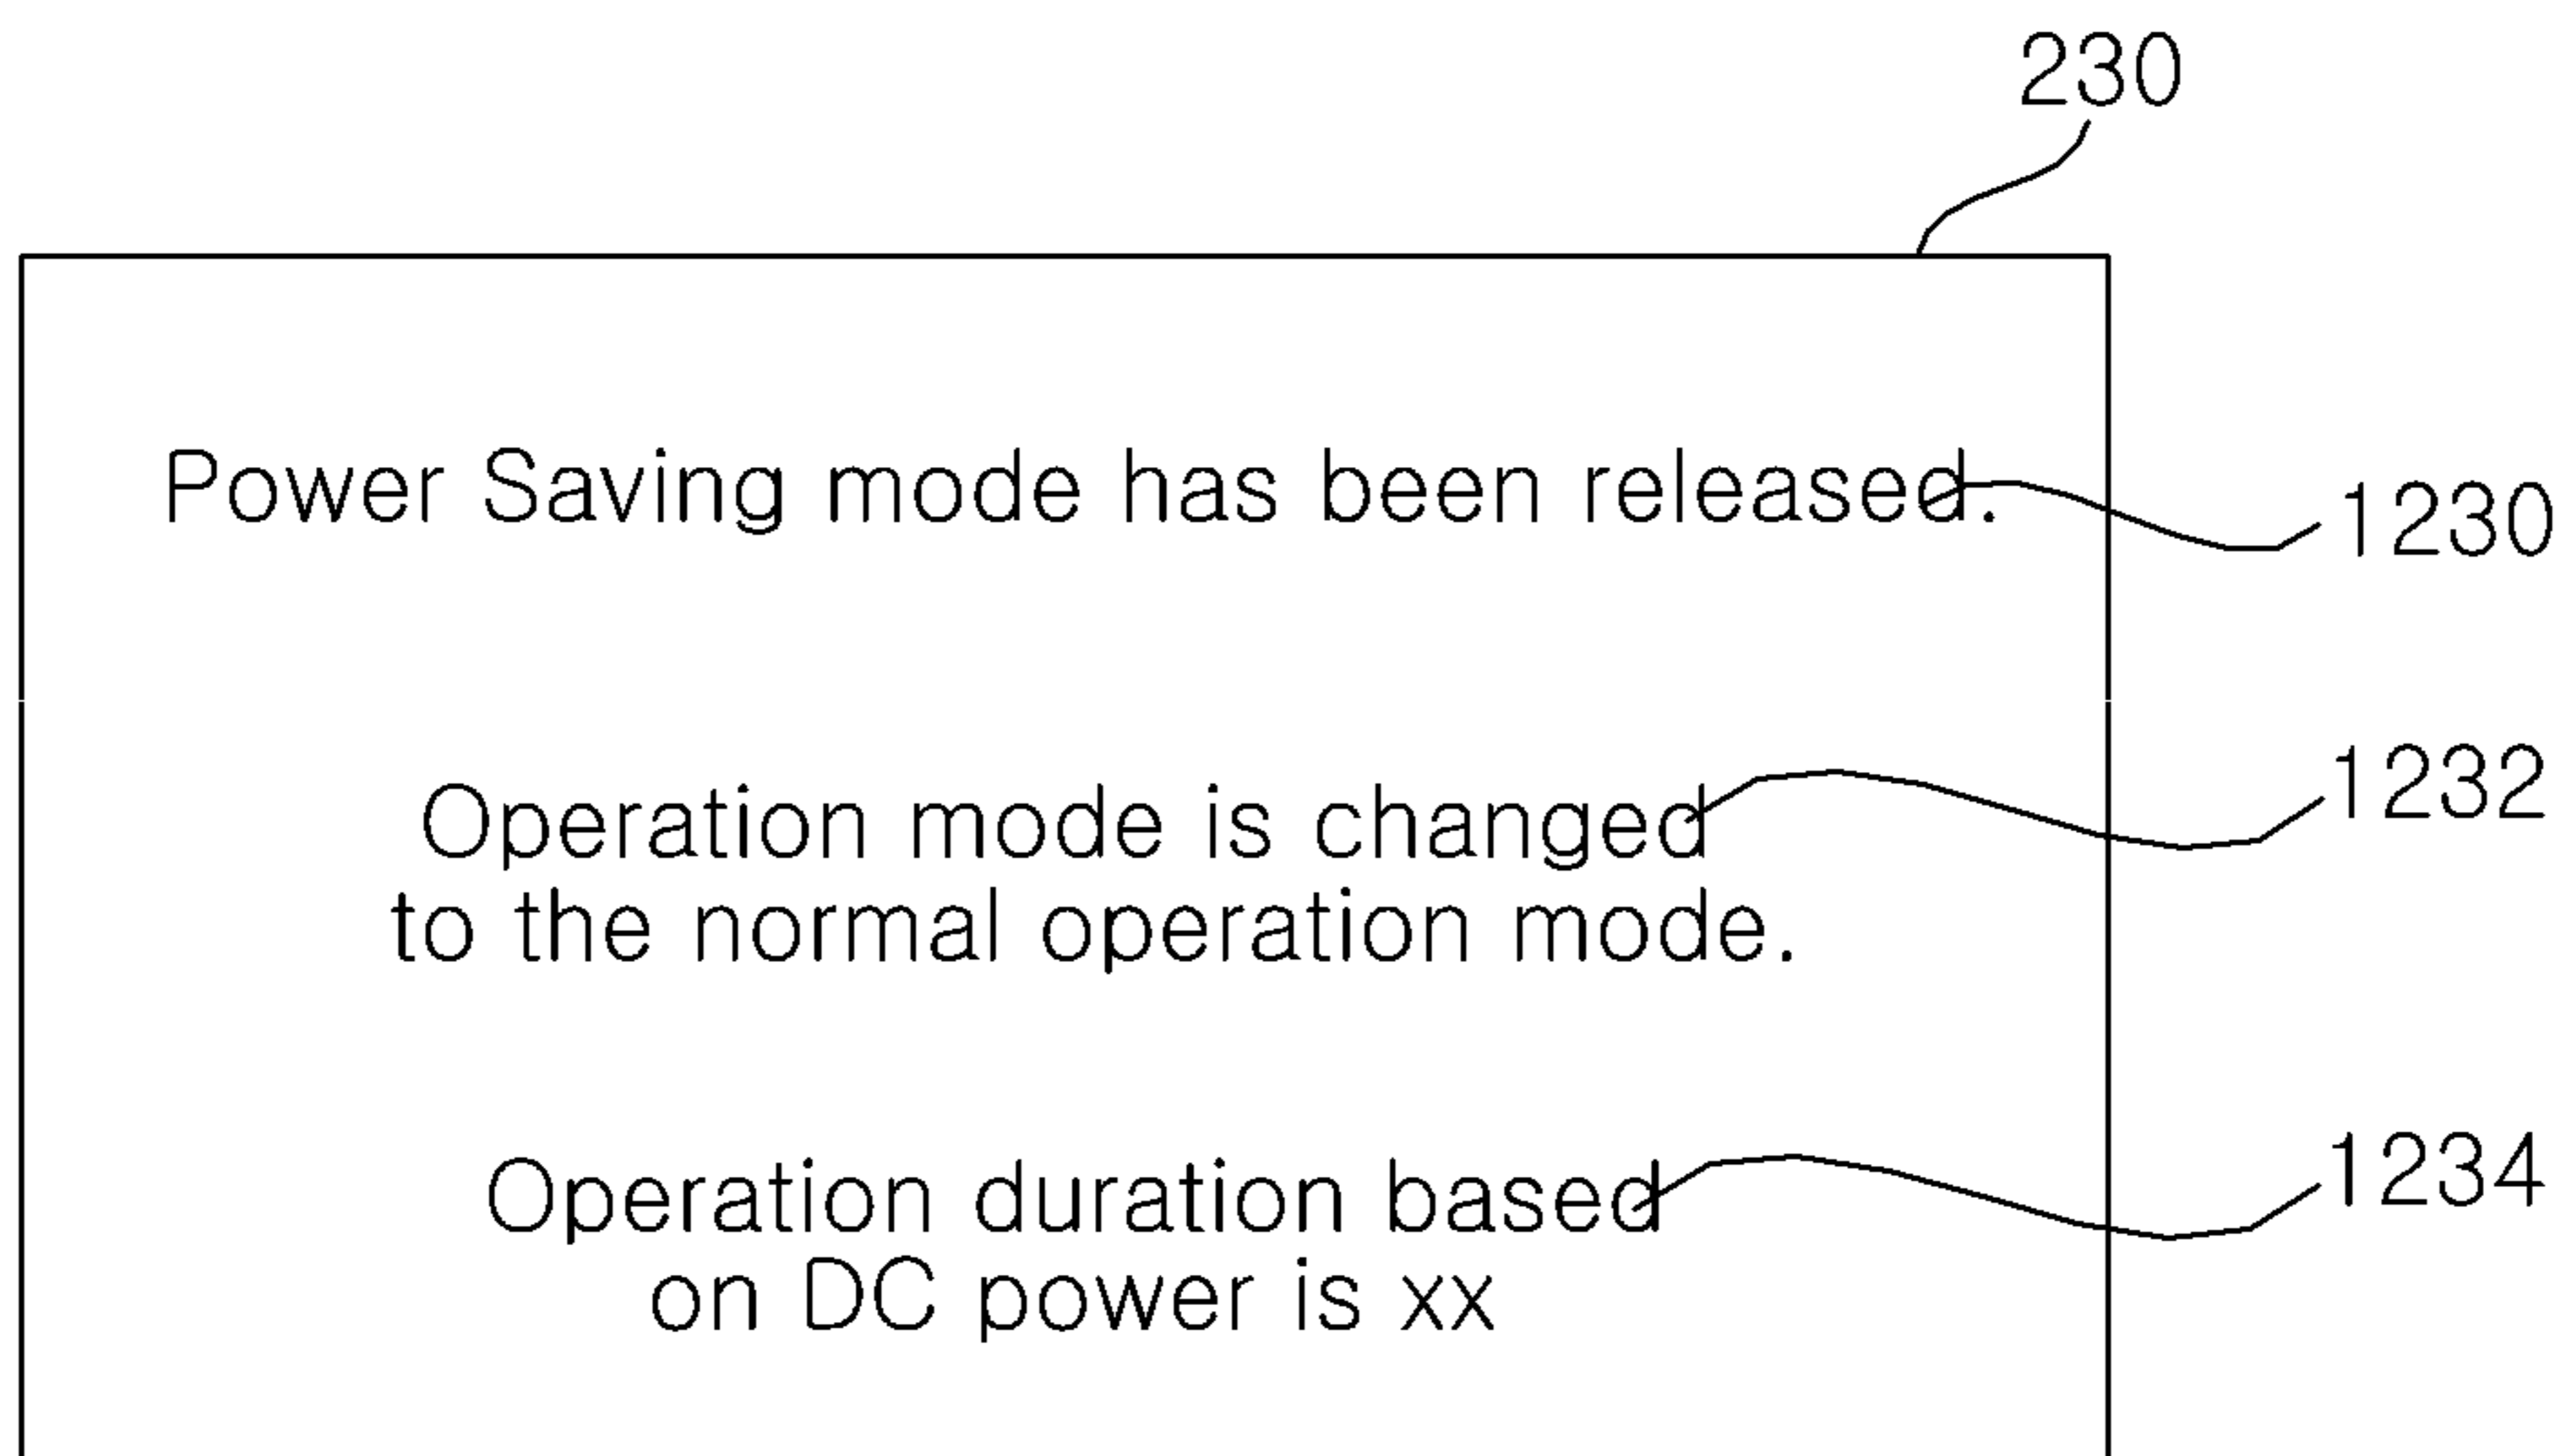 230
Power Saving mode has been released.
1230
Operation mode is changed
1232
to the normal operation mode.
Operation duration based
1234
on DC power is xx